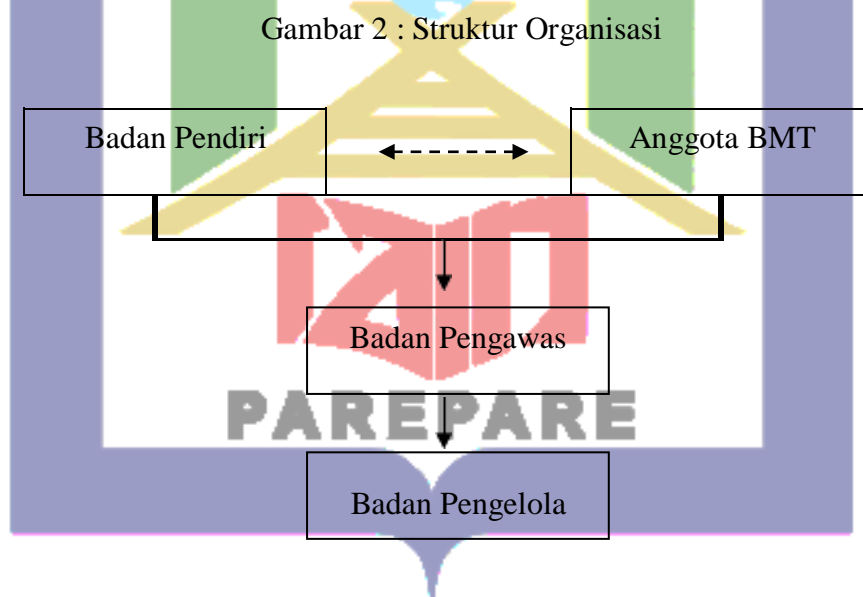 Gambar 2 : Struktur Organisasi
Badan Pendiri
Anggota BMT
Badan Pengawas
PAREPARE
Badan Pengelola